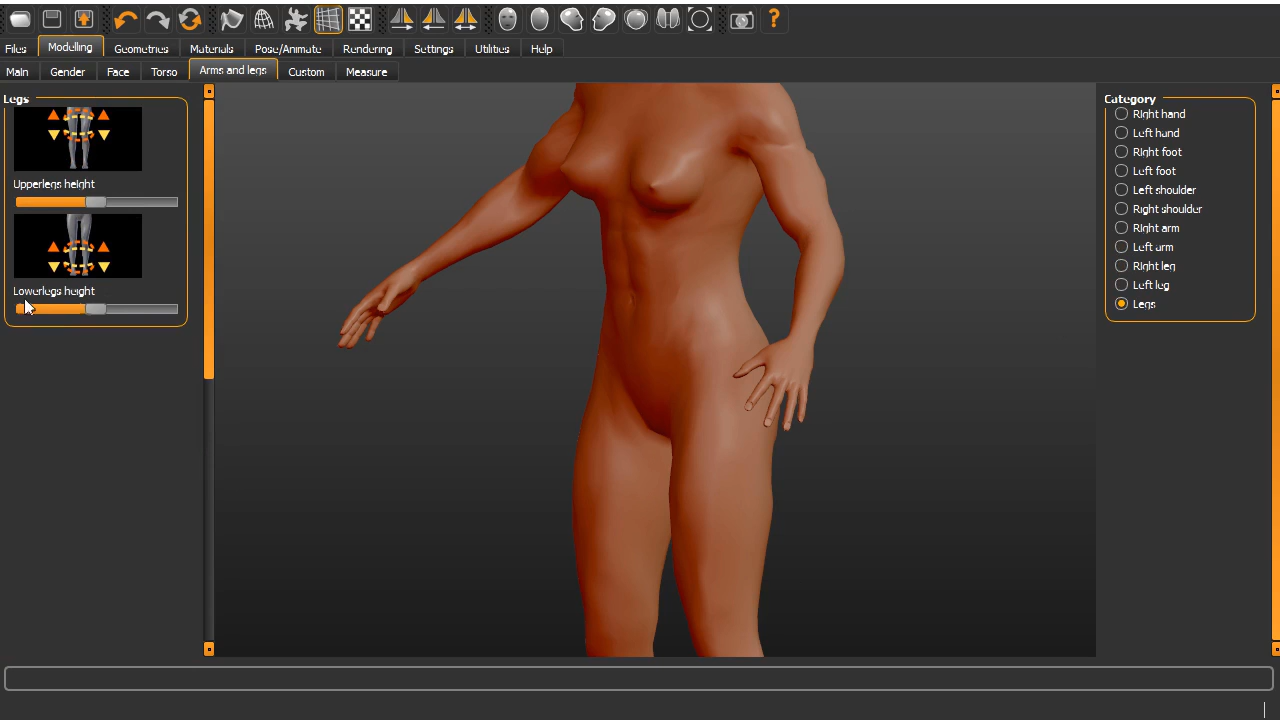 Files Modelling Geometries Materials Pose/Animate Rendering Settings Utilities Help
Main Gender Face Torso Arms and legs Custom Measure
Legs
Upperlegs height
Lowerlegs height
Category
Right hand
Left hand
Right foot
Left foot
Left shoulder
Right shoulder
Right arm
Left arm
Right leg
Left leg
Legs